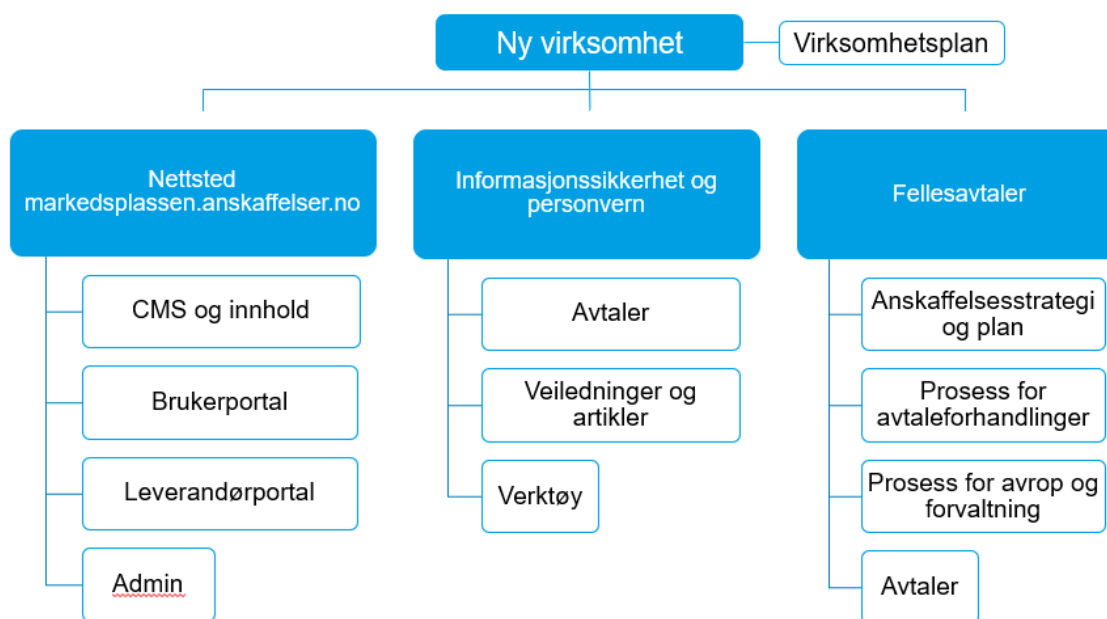 Ny virksomhet
Virksomhetsplan
Nettsted
markedsplassen.anskaffelser.no
CMS og innhold
Brukerportal
Leverandørportal
Admin
Informasjonssikkerhet og
personvern
Avtaler
Veiledninger og
artikler
Verktøy
Fellesavtaler
Anskaffelsesstrategi
og plan
Prosess for
avtaleforhandlinger
Prosess for avrop og
forvaltning
Avtaler